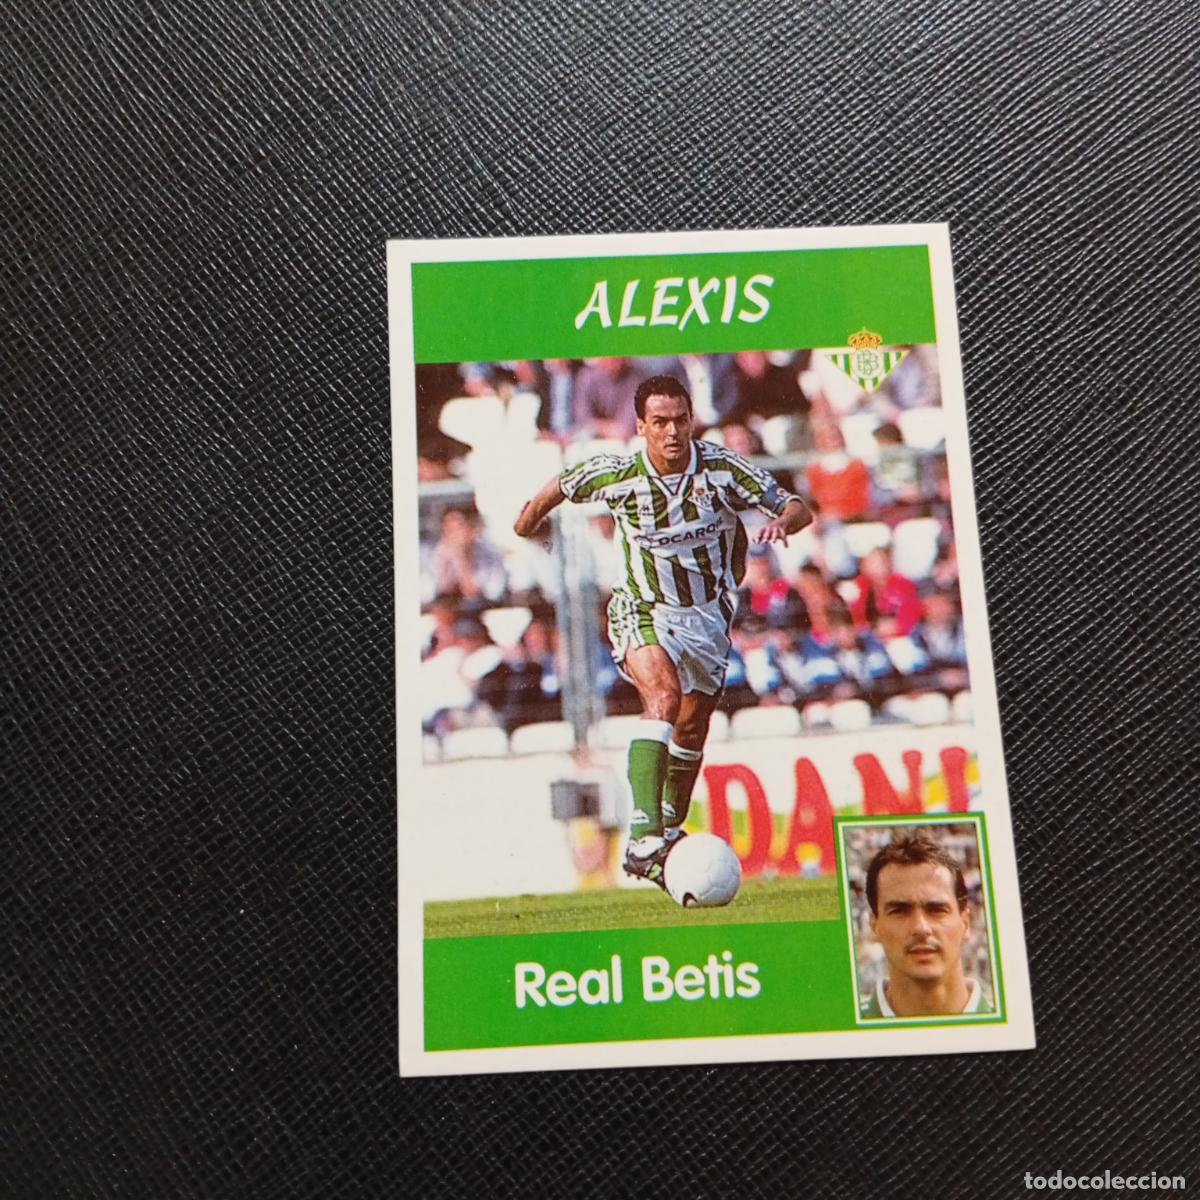 ALEXIS
DANI
Real Betis
todocoleccion